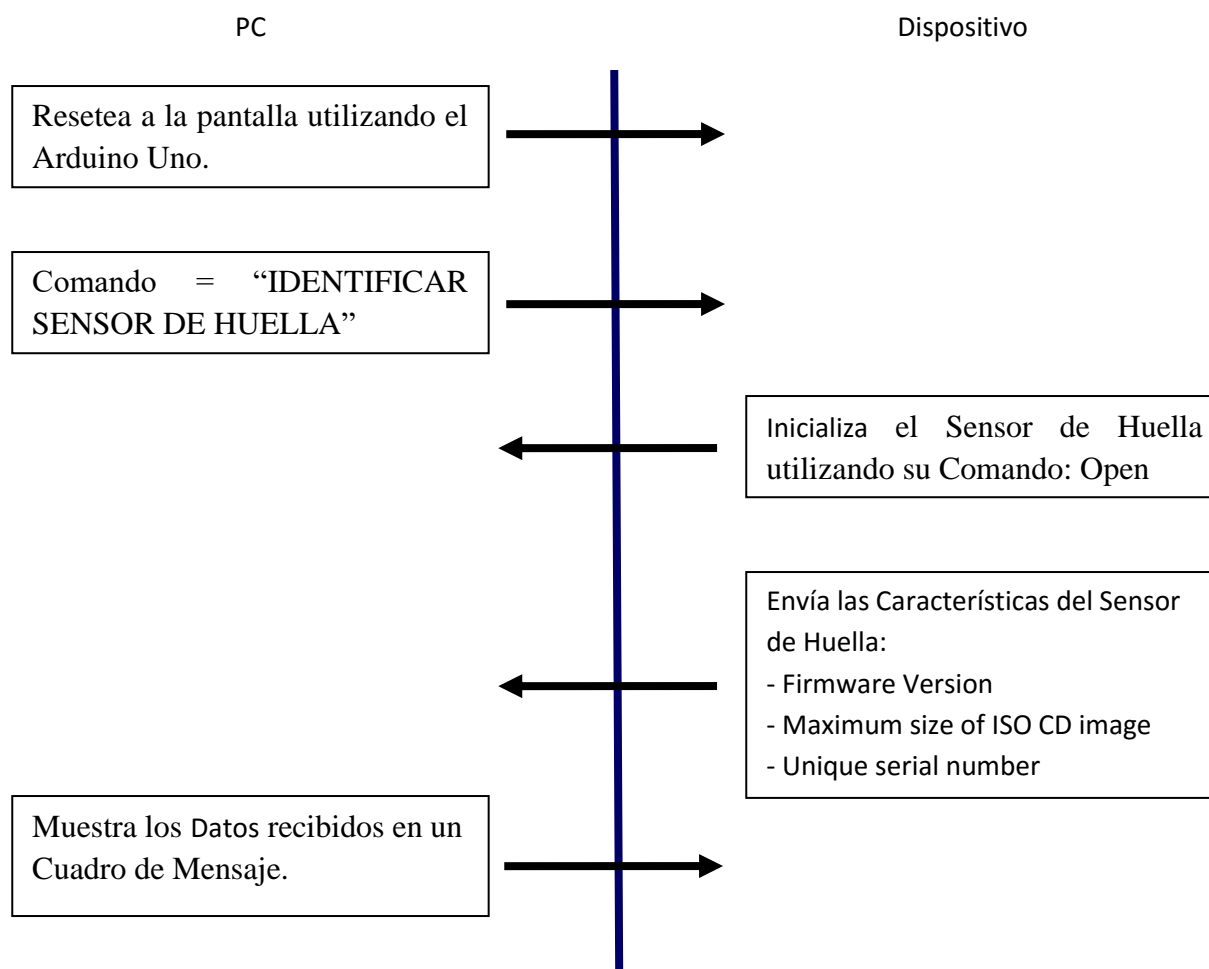 PC
Dispositivo
Resetea a la pantalla utilizando el
Arduino Uno.
Comando = “IDENTIFICAR
SENSOR DE HUELLA”
Inicializa el Sensor de Huella
utilizando su Comando: Open
Envía las Características del Sensor
de Huella:
- Firmware Version
- Maximum size of ISO CD image
- Unique serial number
Muestra los Datos recibidos en un
Cuadro de Mensaje.